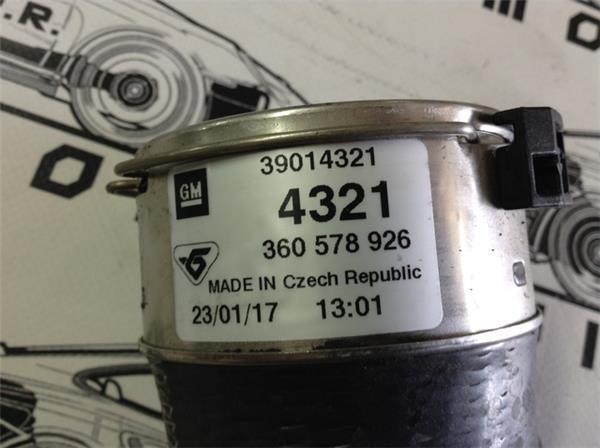 .R.
39014321
GM
4321
360 578 926
MADE IN Czech Republic
23/01/17 13:01